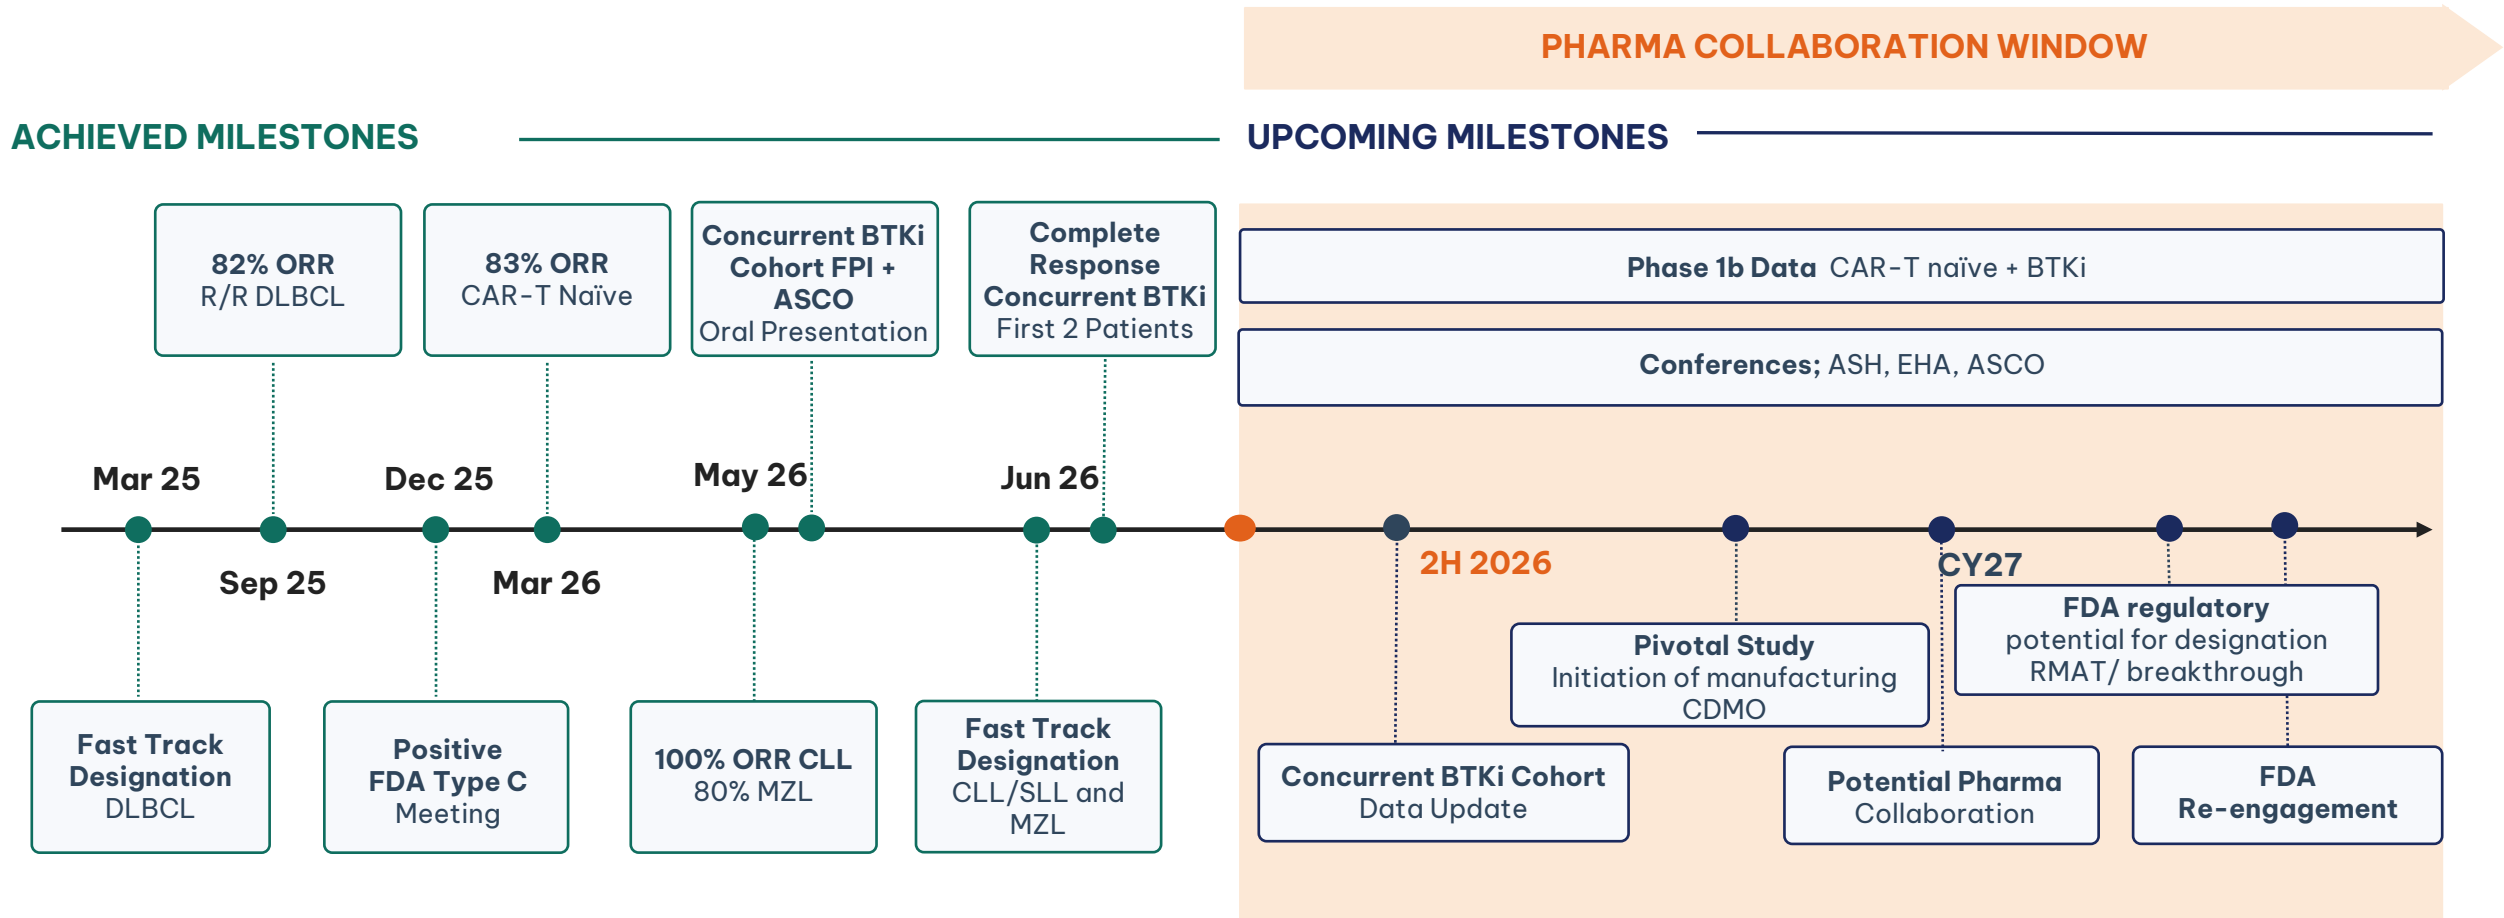 PHARMA COLLABORATION WINDOW
ACHIEVED MILESTONES
UPCOMING MILESTONES
82% ORR
R/R DLBCL
83% ORR
CAR-T Naïve
Concurrent BTKi
Cohort FPI +
ASCO
Oral Presentation
Complete
Response
Concurrent BTKi
First 2 Patients
Phase 1b Data CAR-T naïve + BTKi
Conferences; ASH, EHA, ASCO
Mar 25
Dec 25
May 26
Jun 26
Sep 25
Mar 26
2H 2026
CY27
Fast Track
Designation
DLBCL
Positive
FDA Type C
Meeting
100% ORR CLL
80% MZL
Fast Track
Designation
CLL/SLL and
MZL
Concurrent BTKi Cohort
Data Update
Pivotal Study
Initiation of manufacturing
CDMO
Potential Pharma
Collaboration
FDA regulatory
potential for designation
RMAT/ breakthrough
FDA
Re-engagement